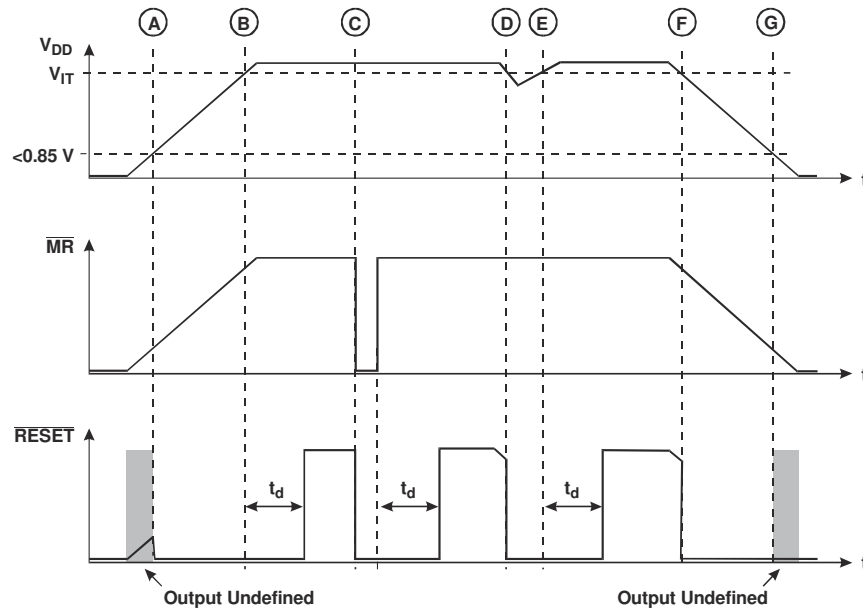 A B C D E F G
VDD
VIT
<0.85 V
t
MR
t
RESET
td td td
t
Output Undefined Output Undefined